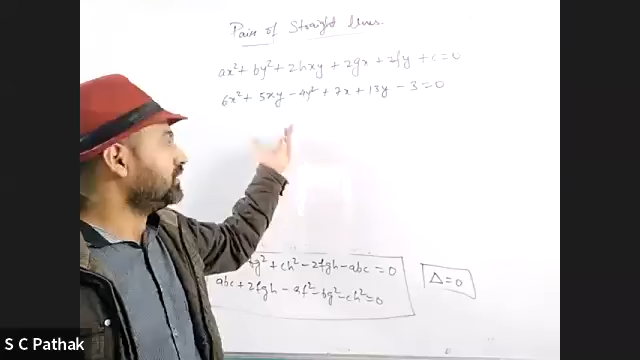 Pair of Straight lines.
ax² + by² + 2hxy + 2gx + 2fy + c = 0
6x² + 5xy - 4y² + 7x + 13y - 3 = 0
bg² + ch² - 2fgh - abc = 0
abc + 2fgh - af² - bg² - ch² = 0
Δ = 0
S C Pathak